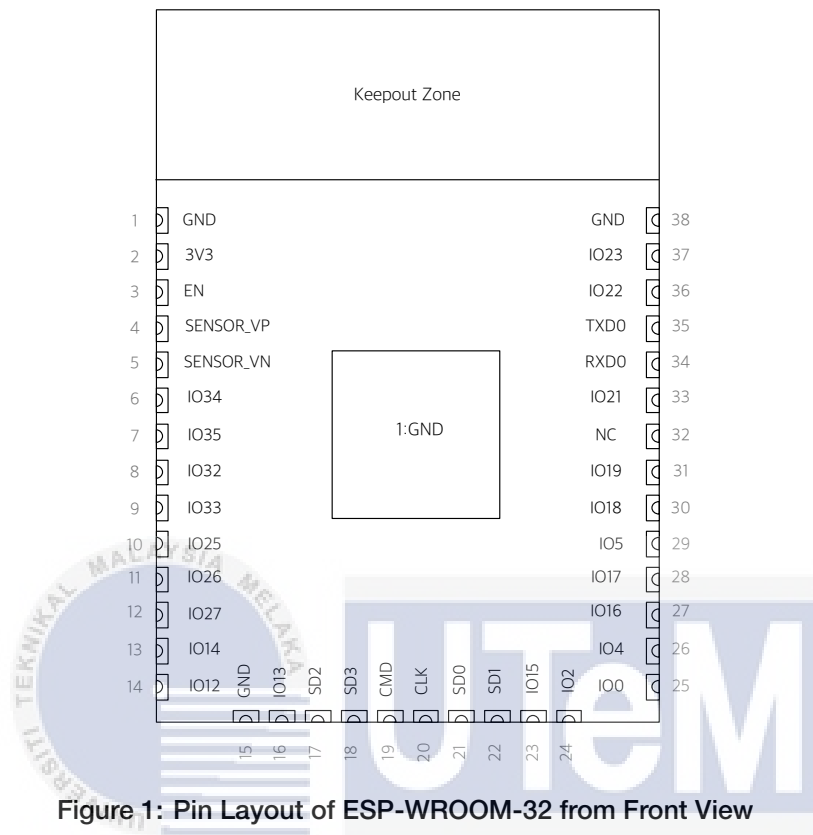 Keepout Zone
1 GND GND 38
2 3V3 IO23 37
3 EN IO22 36
4 SENSOR_VP TXD0 35
5 SENSOR_VN RXD0 34
6 IO34 IO21 33
7 IO35 1:GND NC 32
8 IO32 IO19 31
9 IO33 IO18 30
10 IO25 IO5 29
11 IO26 IO17 28
12 IO27 IO16 27
13 IO14 IO4 26
14 IO12 IO0 25
GND IO13 SD2 SD3 CMD CLK SD0 SD1 IO15 IO2
15 16 17 18 19 20 21 22 23 24
UTeM
TEKNIKAL MALAYSIA MELAKA
Figure 1: Pin Layout of ESP-WROOM-32 from Front View